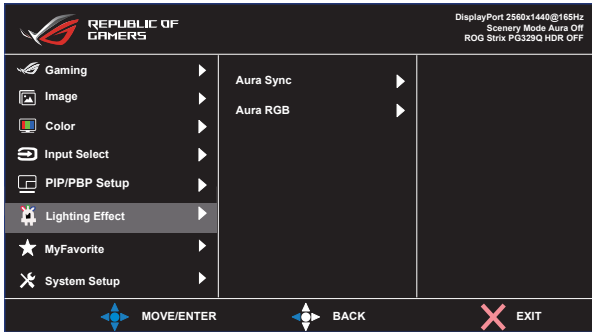 REPUBLIC OF
GAMERS
DisplayPort 2560x1440@165Hz
Scenery Mode Aura Off
ROG Strix PG329Q HDR OFF
Gaming
Image
Color
Input Select
PIP/PBP Setup
Lighting Effect
MyFavorite
System Setup
Aura Sync
Aura RGB
MOVE/ENTER
BACK
EXIT